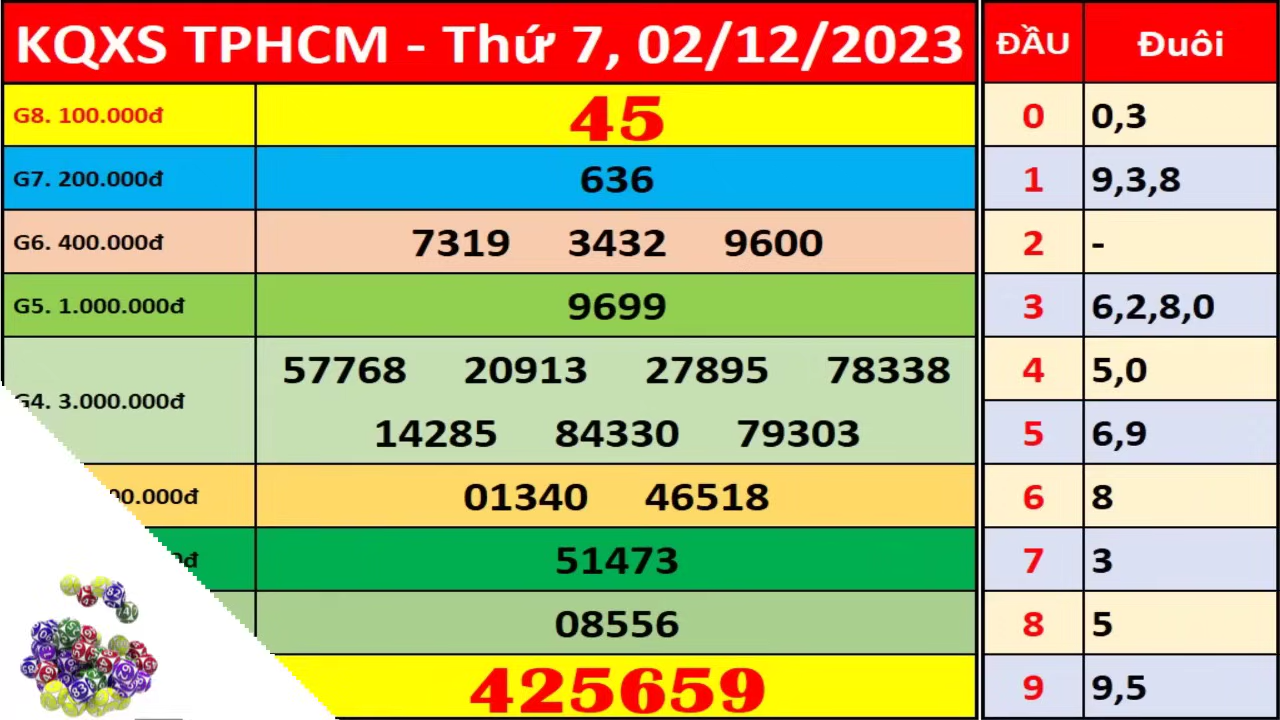 KQXS TPHCM - Thứ 7, 02/12/2023 ĐẦU Đuôi
G8. 100.000đ 45 0 0,3
G7. 200.000đ 636 1 9,3,8
G6. 400.000đ 7319 3432 9600 2 -
G5. 1.000.000đ 9699 3 6,2,8,0
57768 20913 27895 78338 4 5,0
G4. 3.000.000đ
14285 84330 79303 5 6,9
00.000đ 01340 46518 6 8
0đ 51473 7 3
08556 8 5
425659 9 9,5